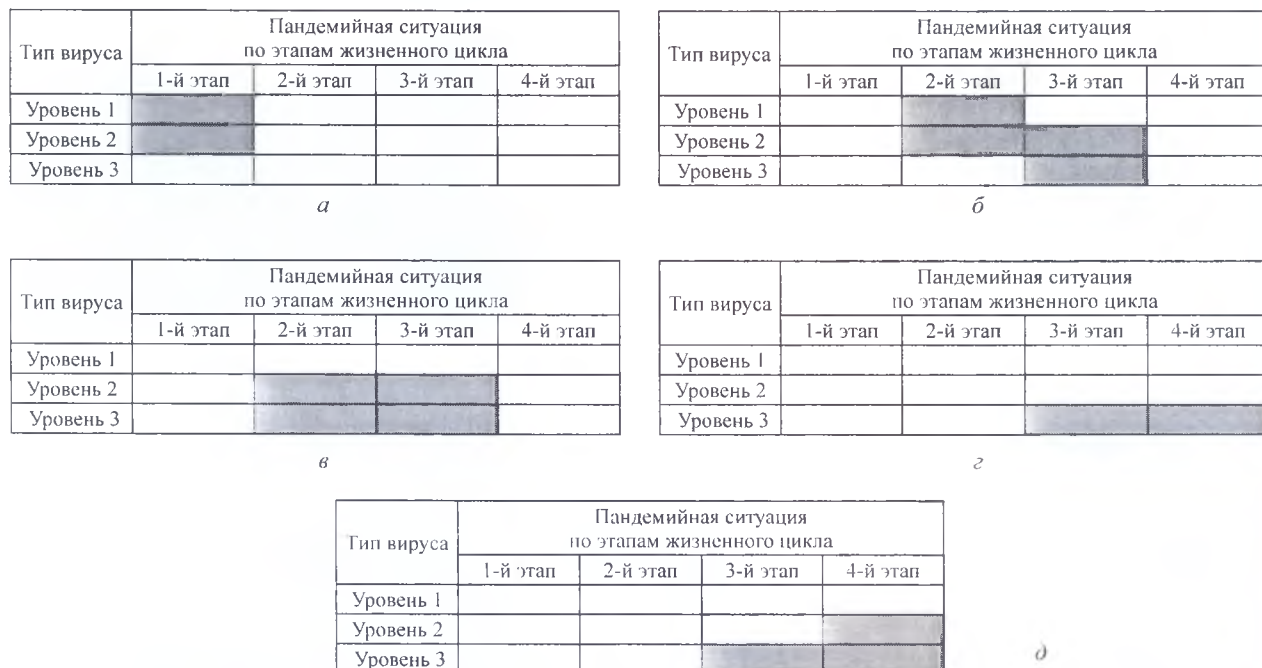 Тип вируса
Пандемийная ситуация
по этапам жизненного цикла
1-й этап 2-й этап 3-й этап 4-й этап
Уровень 1
Уровень 2
Уровень 3
а
Тип вируса
Пандемийная ситуация
по этапам жизненного цикла
1-й этап 2-й этап 3-й этап 4-й этап
Уровень 1
Уровень 2
Уровень 3
б
Тип вируса
Пандемийная ситуация
по этапам жизненного цикла
1-й этап 2-й этап 3-й этап 4-й этап
Уровень 1
Уровень 2
Уровень 3
в
Тип вируса
Пандемийная ситуация
по этапам жизненного цикла
1-й этап 2-й этап 3-й этап 4-й этап
Уровень 1
Уровень 2
Уровень 3
г
Тип вируса
Пандемийная ситуация
по этапам жизненного цикла
1-й этап 2-й этап 3-й этап 4-й этап
Уровень 1
Уровень 2
Уровень 3
д